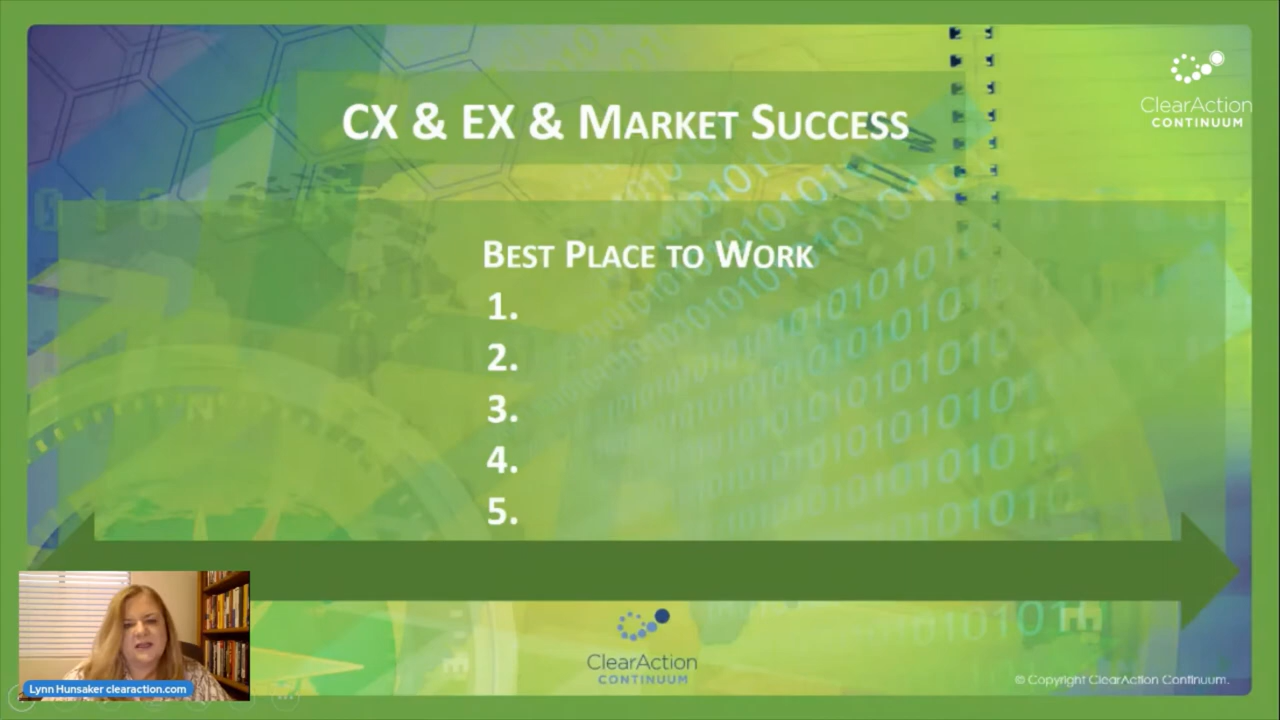 CX & EX & MARKET SUCCESS
ClearAction
CONTINUUM
BEST PLACE TO WORK
1.
2.
3.
4.
5.
Lynn Hunsaker clearaction.com
ClearAction
CONTINUUM
© Copyright ClearAction Continuum.